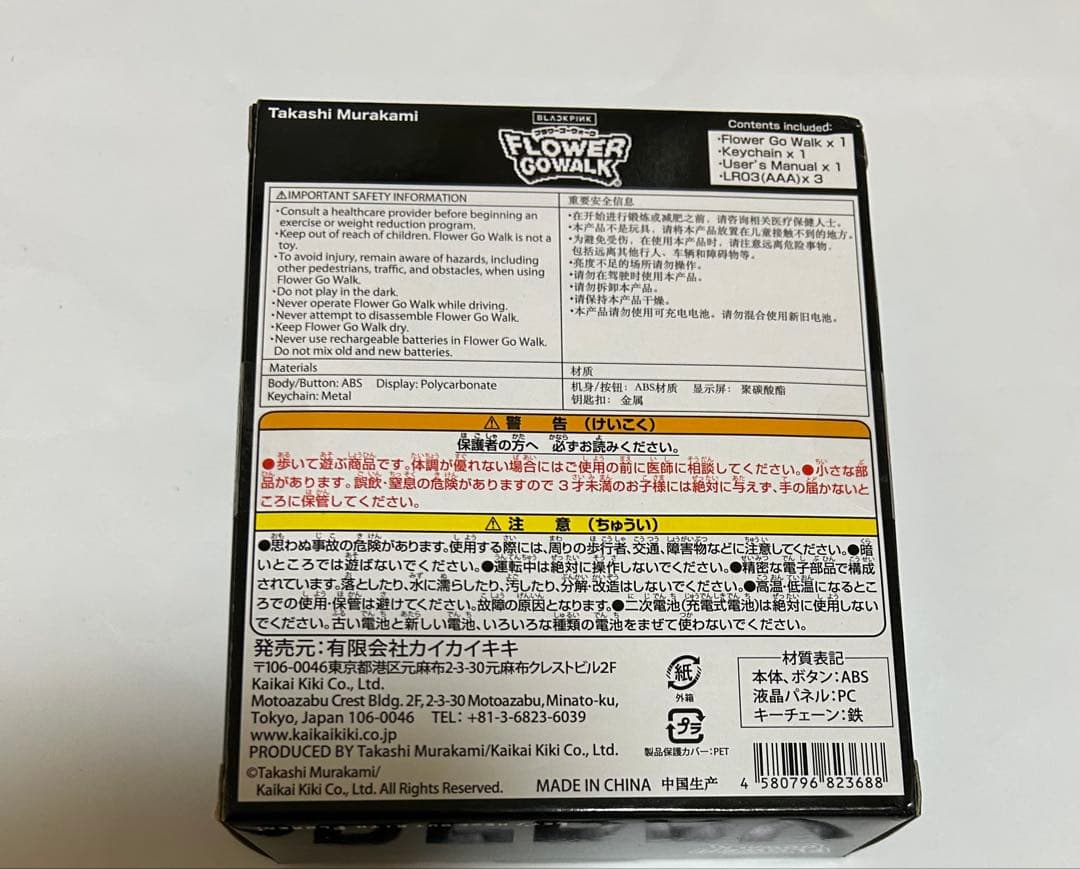 Takashi Murakami
BLACKPINK
フラワーゴーウォーク
FLOWER
GO WALK
Contents included:
・Flower Go Walk x 1
・Keychain x 1
・User's Manual x 1
・LR03(AAA) x 3
⚠IMPORTANT SAFETY INFORMATION
・Consult a healthcare provider before beginning an
exercise or weight reduction program.
・Keep out of reach of children. Flower Go Walk is not a
toy.
・To avoid injury, remain aware of hazards, including
other pedestrians, traffic, and obstacles, when using
Flower Go Walk.
・Do not play in the dark.
・Never operate Flower Go Walk while driving.
・Never attempt to disassemble Flower Go Walk.
・Keep Flower Go Walk dry.
・Never use rechargeable batteries in Flower Go Walk.
Do not mix old and new batteries.
重要安全信息
・在开始进行锻炼或减肥之前，请咨询相关医疗保健人士。
・本产品不是玩具，请将本产品放置在儿童接触不到的地方。
・为避免受伤，在使用本产品时，请注意远离危险事物，
包括远离其他行人、车辆和障碍物等。
・亮度不足的场所请勿操作。
・请勿在驾驶时使用本产品。
・请勿拆卸本产品。
・请保持本产品干燥。
・本产品请勿使用可充电电池。请勿混合使用新旧电池。
Materials
Body/Button: ABS Display: Polycarbonate
Keychain: Metal
材质
机身/按钮： ABS材质 显示屏： 聚碳酸酯
钥匙扣： 金属
⚠ 警 告 （けいこく）
保護者の方へ 必ずお読みください。
●歩いて遊ぶ商品です。体調が優れない場合にはご使用の前に医師に相談してください。●小さな部
品があります。誤飲・窒息の危険がありますので 3 才未満のお子様には絶対に与えず、手の届かないと
ころに保管してください。
⚠ 注 意 （ちゅうい）
●思わぬ事故の危険があります。使用する際には、周りの歩行者、交通、障害物などに注意してください。●暗
いところでは遊ばないでください。●運転中は絶対に操作しないでください。●精密な電子部品で構成
されています。落としたり、水に濡らしたり、汚したり、分解・改造はしないでください。●高温・低温になるとこ
ろでの使用・保管は避けてください。故障の原因となります。●二次電池（充電式電池）は絶対に使用しない
でください。古い電池と新しい電池、いろいろな種類の電池をまぜて使わないでください。
発売元：有限会社カイカイキキ
〒106-0046東京都港区元麻布2-3-30元麻布クレストビル2F
Kaikai Kiki Co., Ltd.
Motoazabu Crest Bldg. 2F, 2-3-30 Motoazabu, Minato-ku,
Tokyo, Japan 106-0046 TEL: +81-3-6823-6039
www.kaikaikiki.co.jp
PRODUCED BY Takashi Murakami/Kaikai Kiki Co., Ltd.
©Takashi Murakami/
Kaikai Kiki Co., Ltd. All Rights Reserved.
MADE IN CHINA 中国生产
紙
外箱
プラ
製品保護カバー：PET
材質表記
本体、ボタン：ABS
液晶パネル：PC
キーチェーン：鉄
4 580796 823688